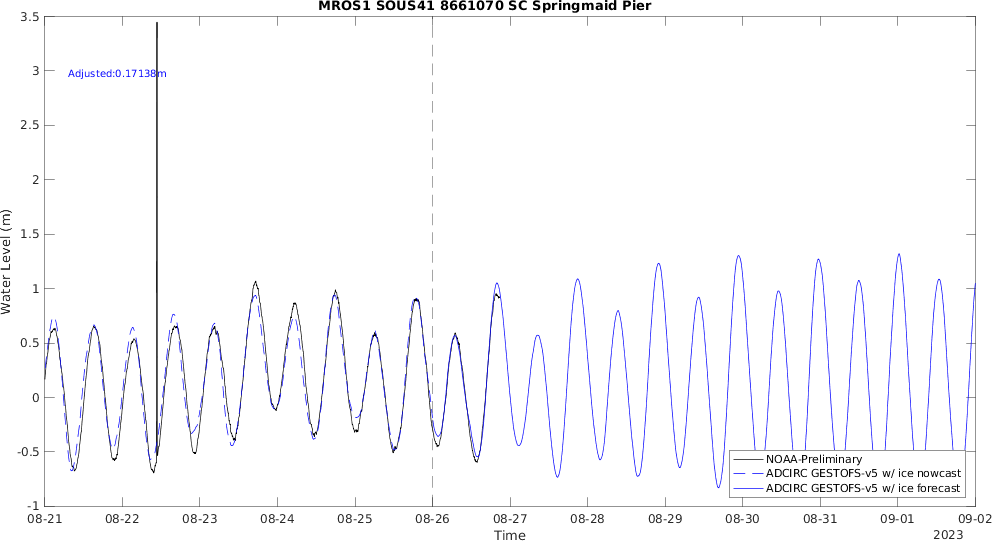 MROS1 SOUS41 8661070 SC Springmaid Pier
Adjusted:0.17138m
Water Level (m)
3.5
3
2.5
2
1.5
1
0.5
0
-0.5
-1
NOAA-Preliminary
ADCIRC GESTOFS-v5 w/ ice nowcast
ADCIRC GESTOFS-v5 w/ ice forecast
08-21 08-22 08-23 08-24 08-25 08-26 08-27 08-28 08-29 08-30 08-31 09-01 09-02
Time
2023